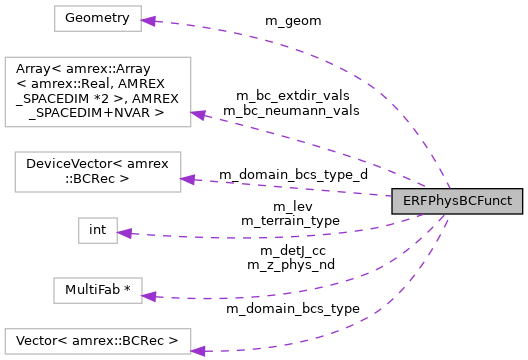 Geometry
m_geom
Array< amrex::Array
< amrex::Real, AMREX
_SPACEDIM *2 >, AMREX
_SPACEDIM+NVAR >
m_bc_extdir_vals
m_bc_neumann_vals
DeviceVector< amrex
::BCRec >
m_domain_bcs_type_d
ERFPhysBCFunct
int
m_lev
m_terrain_type
MultiFab *
m_detJ_cc
m_z_phys_nd
Vector< amrex::BCRec >
m_domain_bcs_type